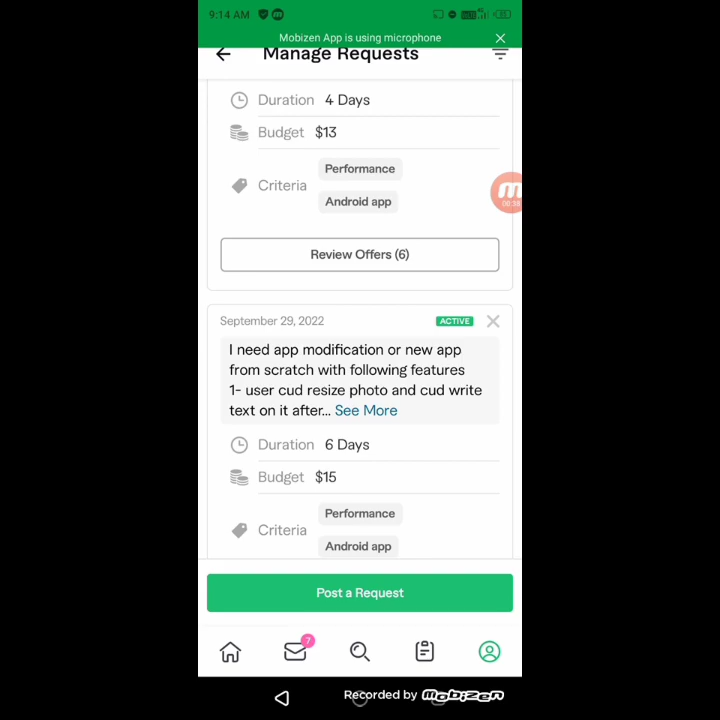 9:14 AM
Mobizen App is using microphone
Manage Requests
Duration 4 Days
Budget $13
Criteria
Performance
Android app
00:38
Review Offers (6)
September 29, 2022
ACTIVE
I need app modification or new app
from scratch with following features
1- user cud resize photo and cud write
text on it after... See More
Duration 6 Days
Budget $15
Criteria
Performance
Android app
Post a Request
7
Recorded by mobizen